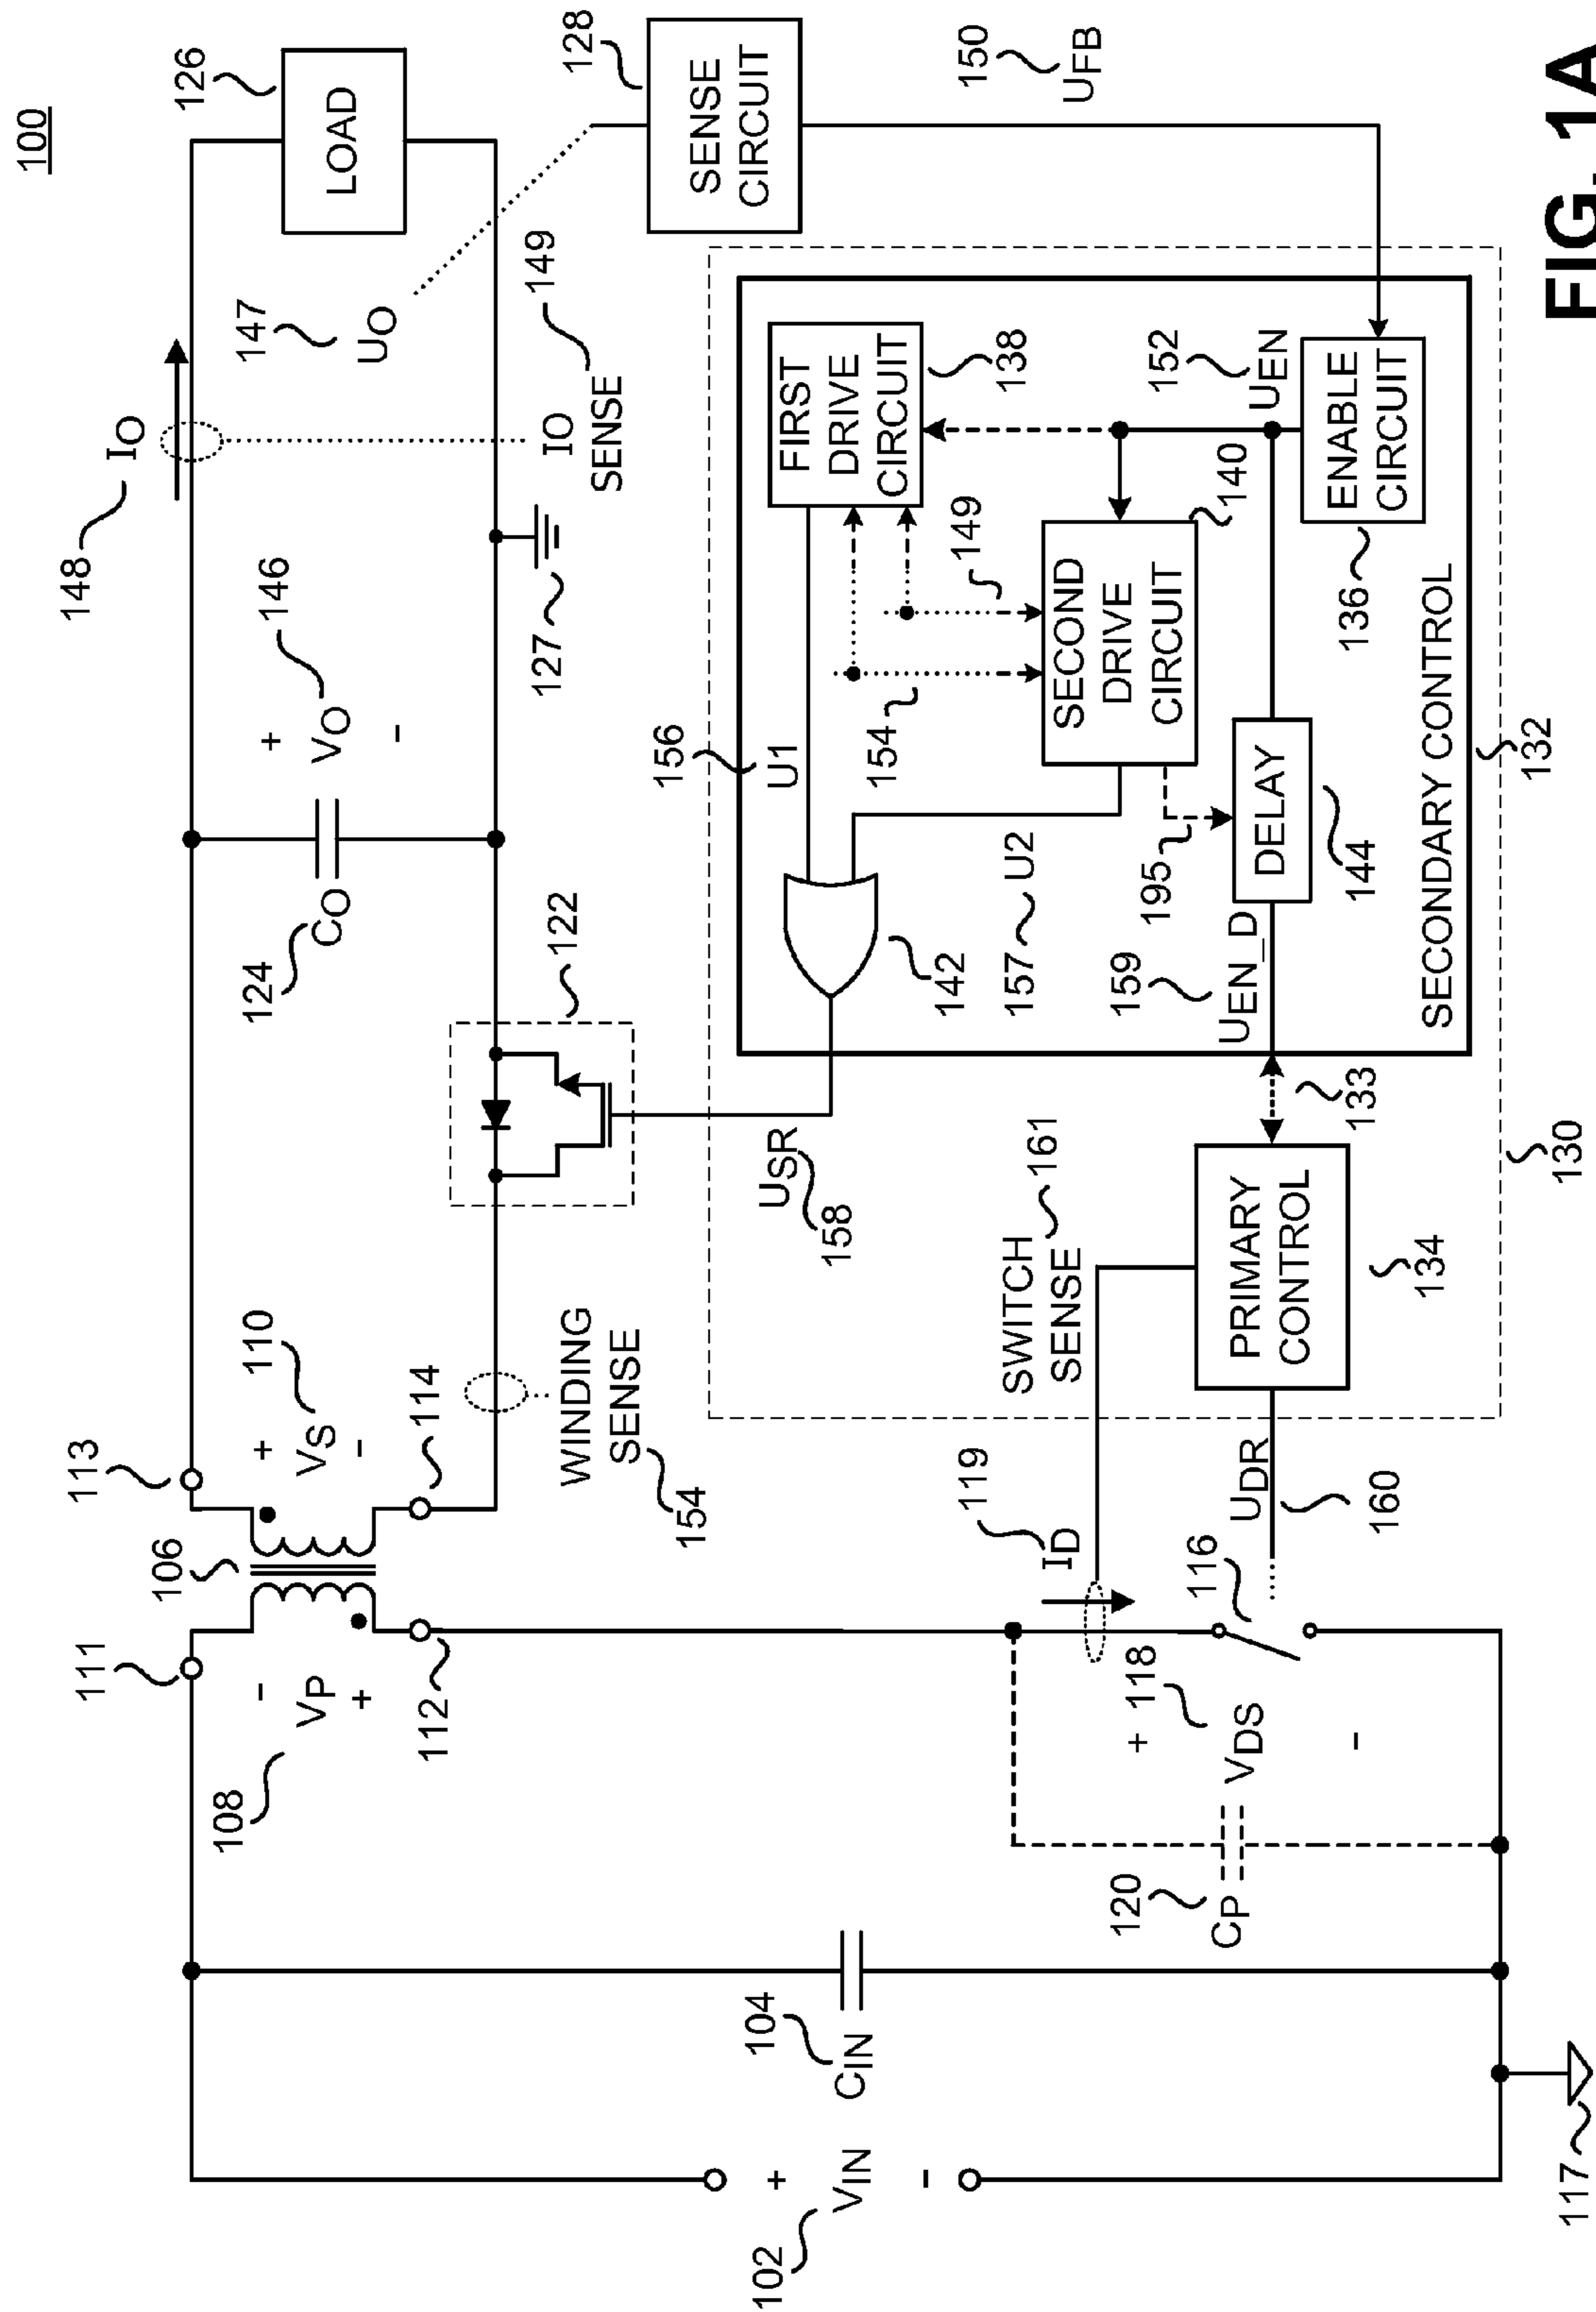 100
148
IO
126
LOAD
147
UO
128
SENSE
CIRCUIT
150
UFB
IO
SENSE
149
127
146
+
VO
-
124
CO
122
113
110
+
VS
-
114
106
WINDING
SENSE
154
111
-
VP
+
108
112
156
U1
FIRST
DRIVE
CIRCUIT
138
149
154
SECOND
DRIVE
CIRCUIT
140
152
UEN
ENABLE
CIRCUIT
136
142
157
U2
195
DELAY
144
159
UEN_D
SECONDARY CONTROL
132
USR
158
133
130
SWITCH
SENSE
161
PRIMARY
CONTROL
134
119
ID
UDR
160
116
118
+
VDS
-
120
CP
104
CIN
102
+
VIN
-
117
FIG. 1A